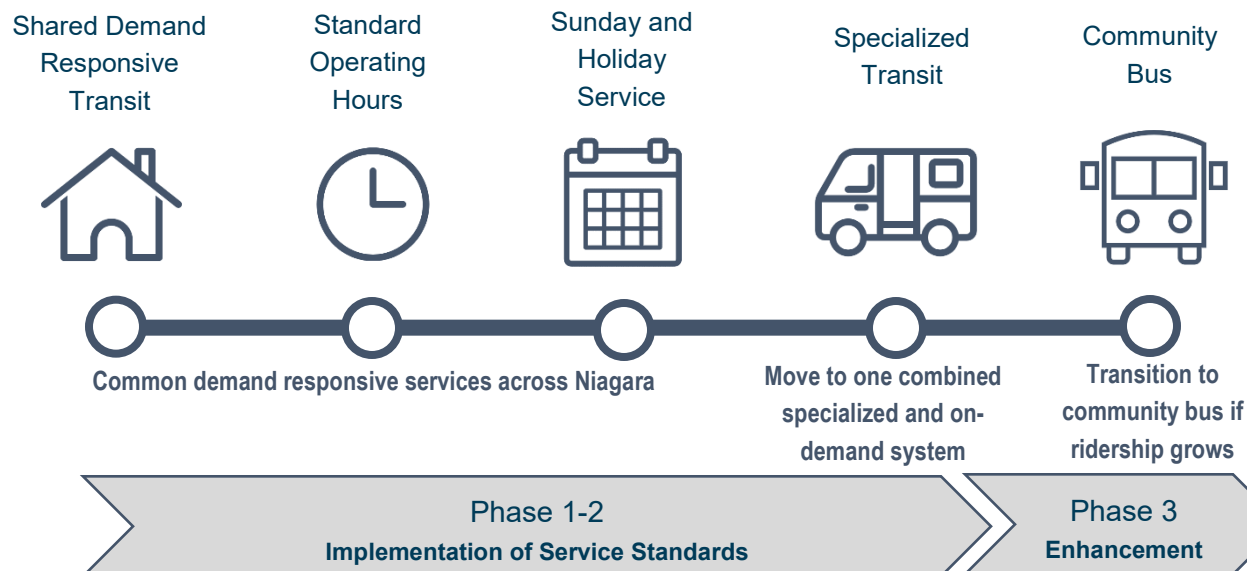 Shared Demand
Responsive
Transit
Standard
Operating
Hours
Sunday and
Holiday
Service
Specialized
Transit
Community
Bus
Common demand responsive services across Niagara
Move to one combined
specialized and on-
demand system
Transition to
community bus if
ridership grows
Phase 1-2
Implementation of Service Standards
Phase 3
Enhancement